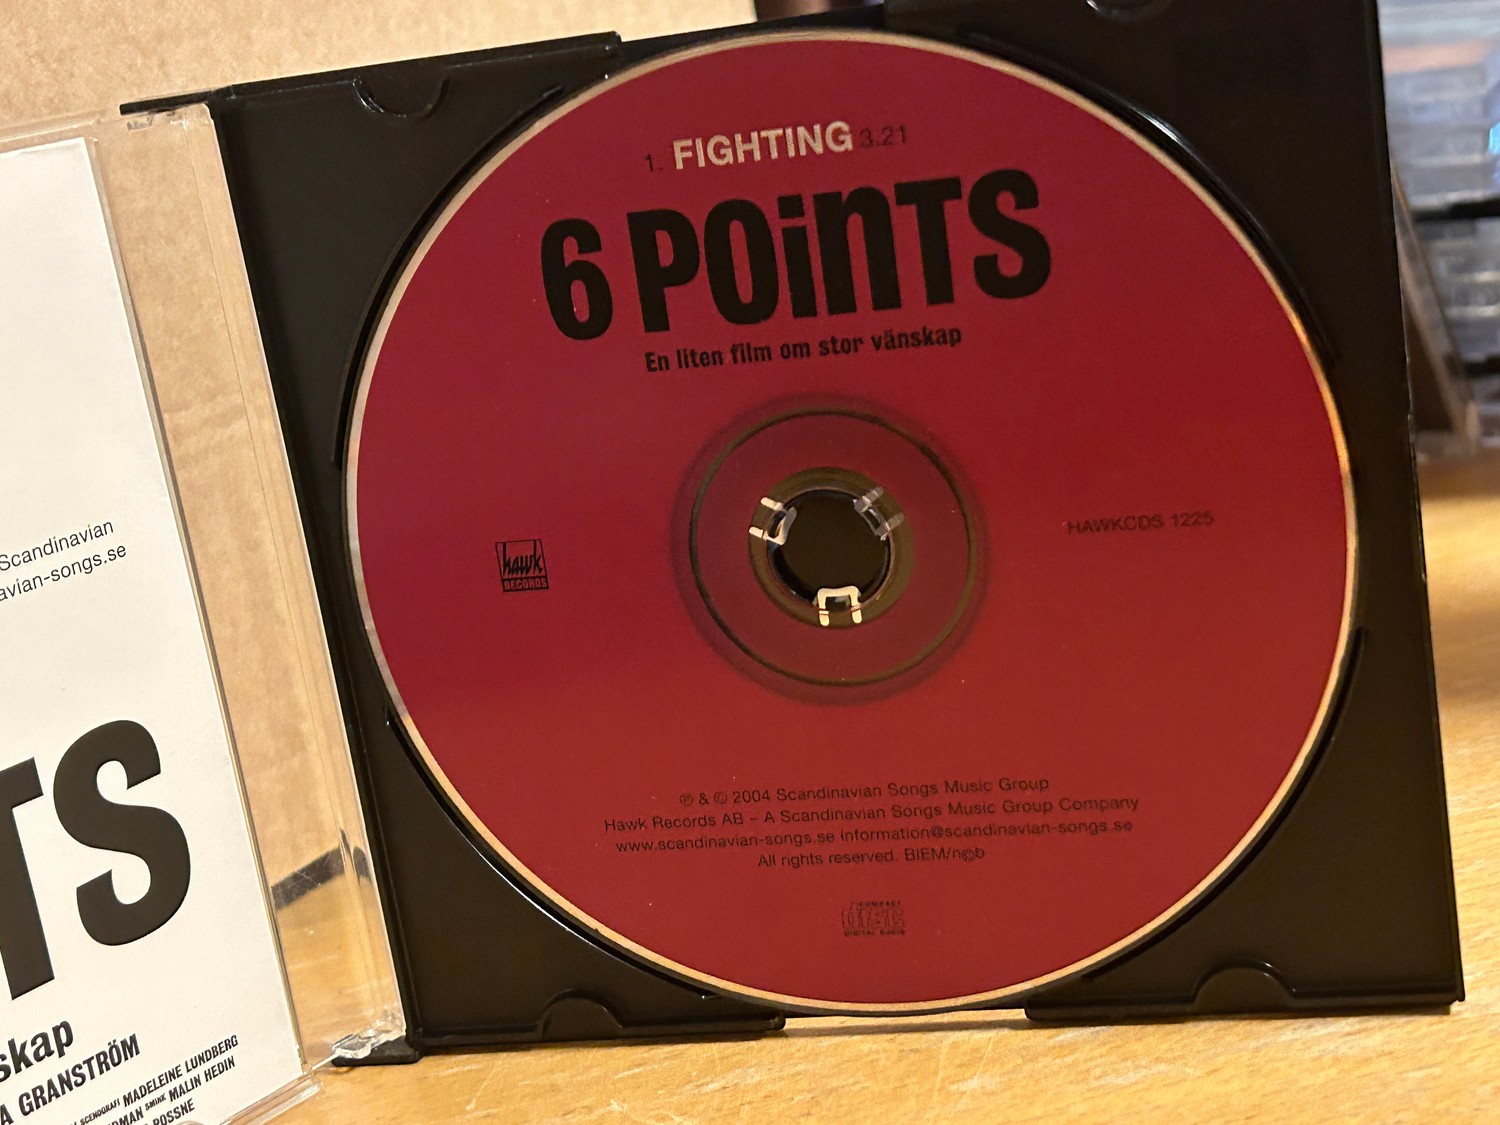 1. FIGHTING 3.21
6 POiNTS
En liten film om stor vänskap
hawk
RECORDS
HAWKCDS 1225
℗ & © 2004 Scandinavian Songs Music Group
Hawk Records AB – A Scandinavian Songs Music Group Company
www.scandinavian-songs.se information@scandinavian-songs.se
All rights reserved. BIEM/ncb
COMPACT
disc
DIGITAL AUDIO
Scandinavian
avian-songs.se
TS
skap
A GRANSTRÖM
SCENOGRAFI MADELEINE LUNDBERG
DMAN SMINK MALIN HEDIN
POSSNE